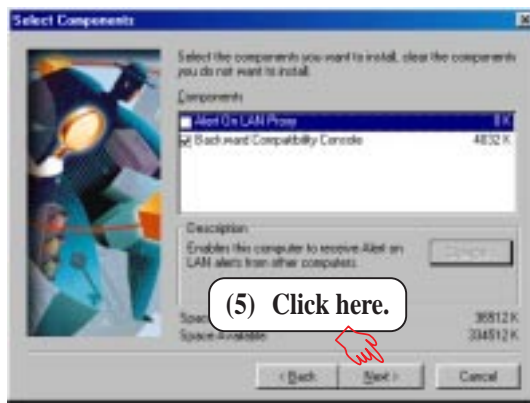 Select Components
Select the components you want to install, clear the components
you do not want to install.
Components
Alert On LAN Proxy 0 K
Backward Compatibility Console 4032 K
Description
Enables this computer to receive Alert on
LAN alerts from other computers.
(5) Click here.
Space Available: 334512 K
< Back
Next >
Cancel